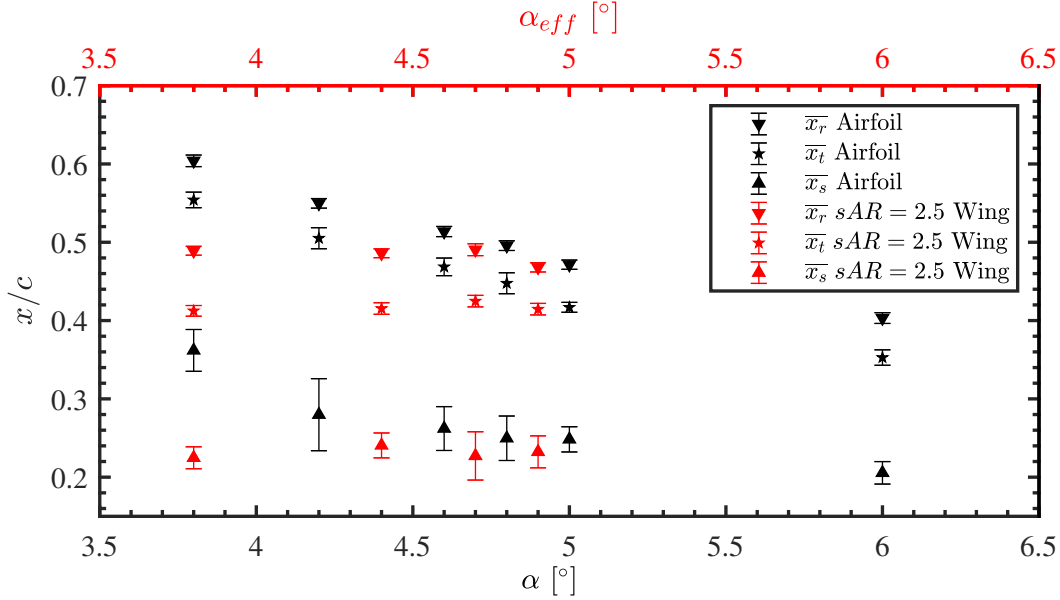 α_eff [°]
3.5 4 4.5 5 5.5 6 6.5
0.7
0.6
0.5
0.4
0.3
0.2
x/c
x̅_r Airfoil
x̅_t Airfoil
x̅_s Airfoil
x̅_r sAR = 2.5 Wing
x̅_t sAR = 2.5 Wing
x̅_s sAR = 2.5 Wing
3.5 4 4.5 5 5.5 6 6.5
α [°]